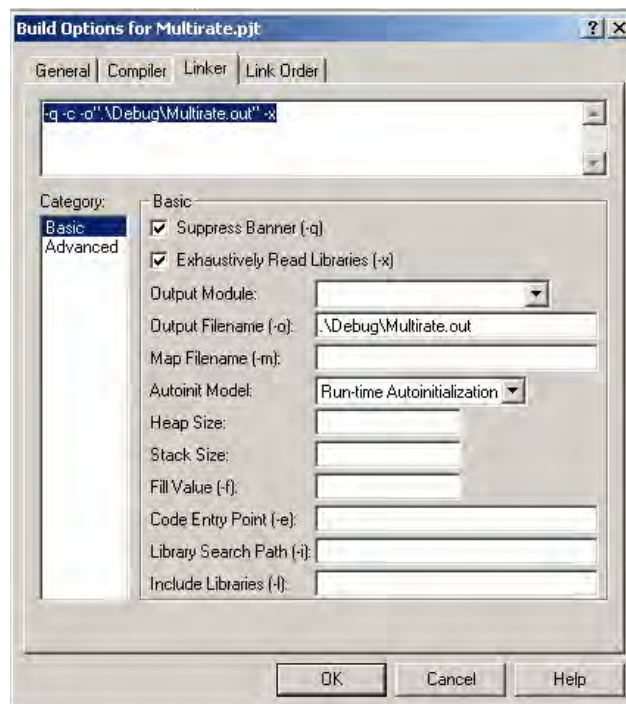 Build Options for Multirate.pjt
General Compiler Linker Link Order
-q -c -o".\Debug\Multirate.out" -x
Category:
Basic
Advanced
Basic
Suppress Banner (-q)
Exhaustively Read Libraries (-x)
Output Module:
Output Filename (-o): .\Debug\Multirate.out
Map Filename (-m):
Autoinit Model: Run-time Autoinitialization
Heap Size:
Stack Size:
Fill Value (-f):
Code Entry Point (-e):
Library Search Path (-i):
Include Libraries (-l):
OK Cancel Help